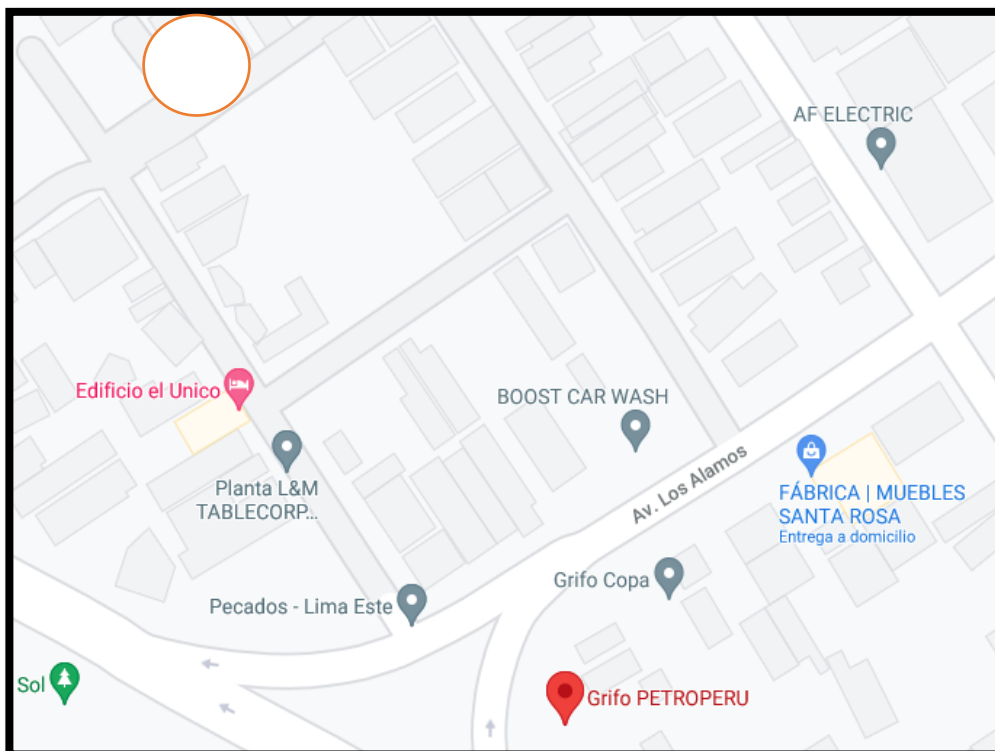 AF ELECTRIC
Edificio el Unico
BOOST CAR WASH
Av. Los Alamos
Planta L&M
TABLECORP...
FÁBRICA | MUEBLES
SANTA ROSA
Entrega a domicilio
Grifo Copa
Pecados - Lima Este
Sol
Grifo PETROPERU